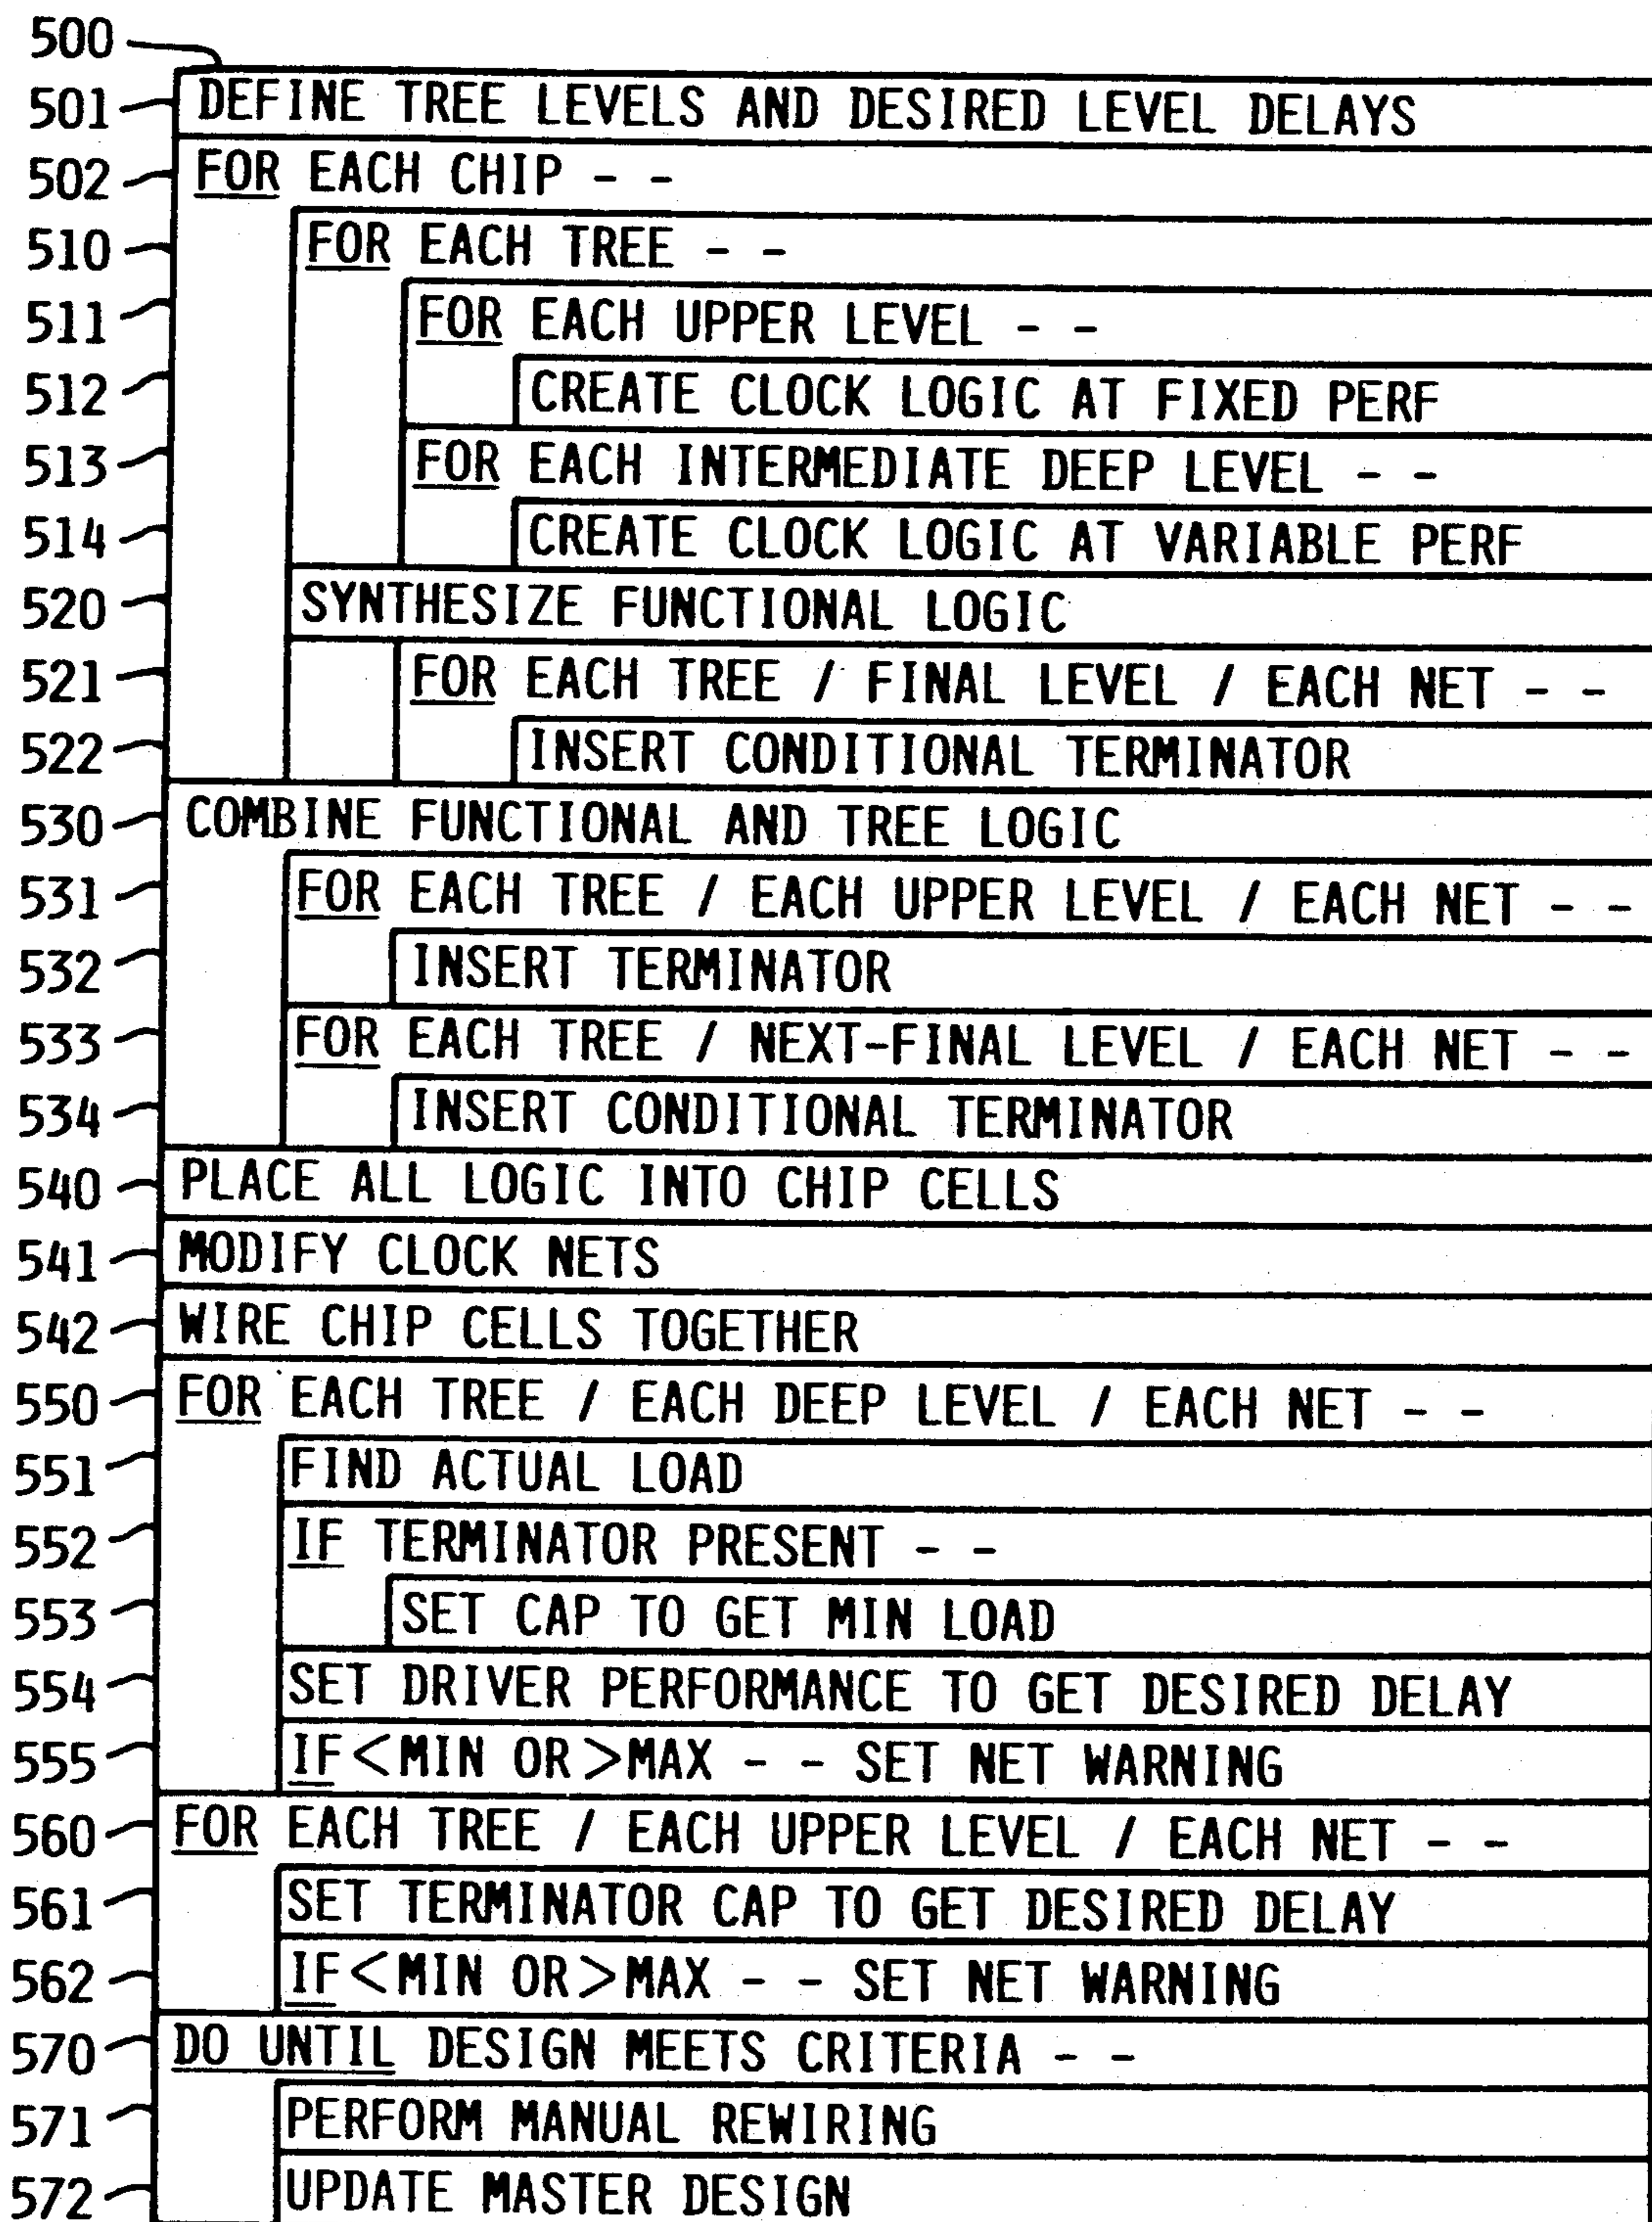 500
501 DEFINE TREE LEVELS AND DESIRED LEVEL DELAYS
502 FOR EACH CHIP - -
510 FOR EACH TREE - -
511 FOR EACH UPPER LEVEL - -
512 CREATE CLOCK LOGIC AT FIXED PERF
513 FOR EACH INTERMEDIATE DEEP LEVEL - -
514 CREATE CLOCK LOGIC AT VARIABLE PERF
520 SYNTHESIZE FUNCTIONAL LOGIC
521 FOR EACH TREE / FINAL LEVEL / EACH NET - -
522 INSERT CONDITIONAL TERMINATOR
530 COMBINE FUNCTIONAL AND TREE LOGIC
531 FOR EACH TREE / EACH UPPER LEVEL / EACH NET - -
532 INSERT TERMINATOR
533 FOR EACH TREE / NEXT-FINAL LEVEL / EACH NET - -
534 INSERT CONDITIONAL TERMINATOR
540 PLACE ALL LOGIC INTO CHIP CELLS
541 MODIFY CLOCK NETS
542 WIRE CHIP CELLS TOGETHER
550 FOR EACH TREE / EACH DEEP LEVEL / EACH NET - -
551 FIND ACTUAL LOAD
552 IF TERMINATOR PRESENT - -
553 SET CAP TO GET MIN LOAD
554 SET DRIVER PERFORMANCE TO GET DESIRED DELAY
555 IF <MIN OR >MAX - - SET NET WARNING
560 FOR EACH TREE / EACH UPPER LEVEL / EACH NET - -
561 SET TERMINATOR CAP TO GET DESIRED DELAY
562 IF <MIN OR >MAX - - SET NET WARNING
570 DO UNTIL DESIGN MEETS CRITERIA - -
571 PERFORM MANUAL REWIRING
572 UPDATE MASTER DESIGN